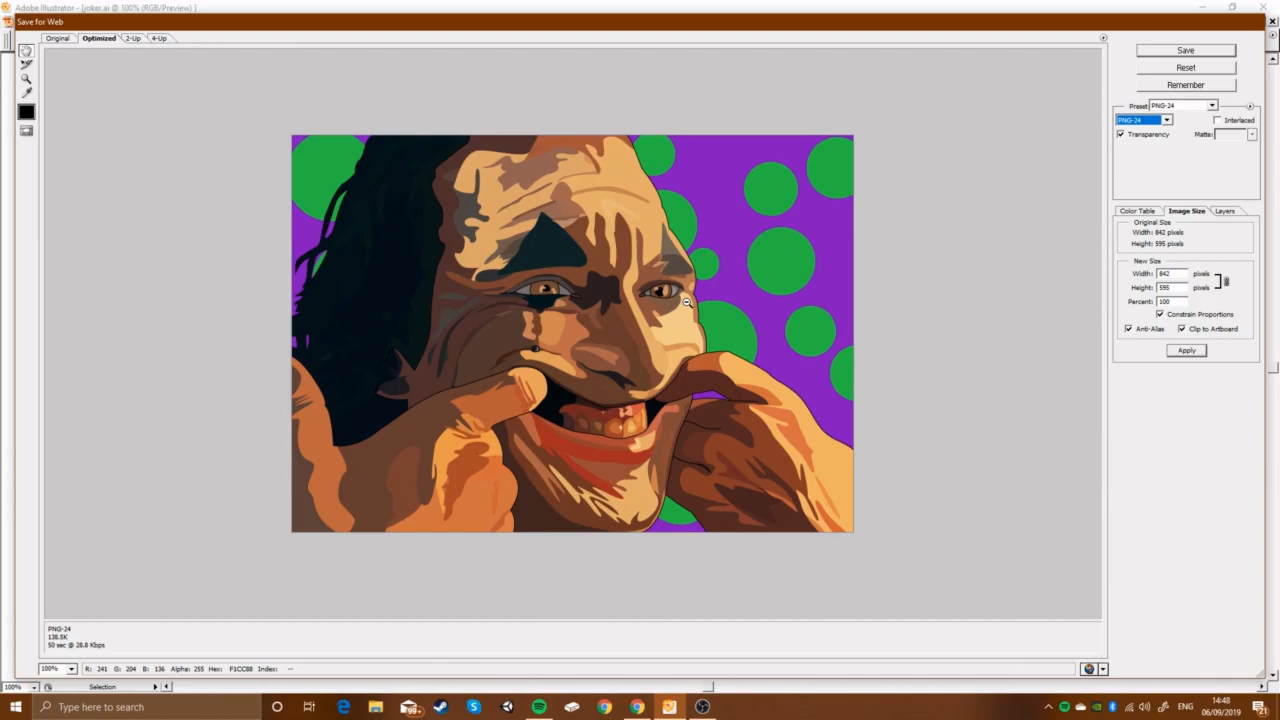 Adobe Illustrator - [joker.ai @ 100% (RGB/Preview) ]
Save for Web
Original
Optimized
2-Up
4-Up
Save
Reset
Remember
Preset:
PNG-24
PNG-24
Interlaced
Transparency
Matte:
Color Table
Image Size
Layers
Original Size
Width: 842 pixels
Height: 595 pixels
New Size
Width: 842 pixels
Height: 595 pixels
Percent: 100
Constrain Proportions
Anti-Alias
Clip to Artboard
Apply
PNG-24
138.5K
50 sec @ 28.8 Kbps
100%
R: 241 G: 204 B: 136 Alpha: 255 Hex: F1CC88 Index: --
100%
Selection
Type here to search
99+
ENG
14:48
06/09/2019
21